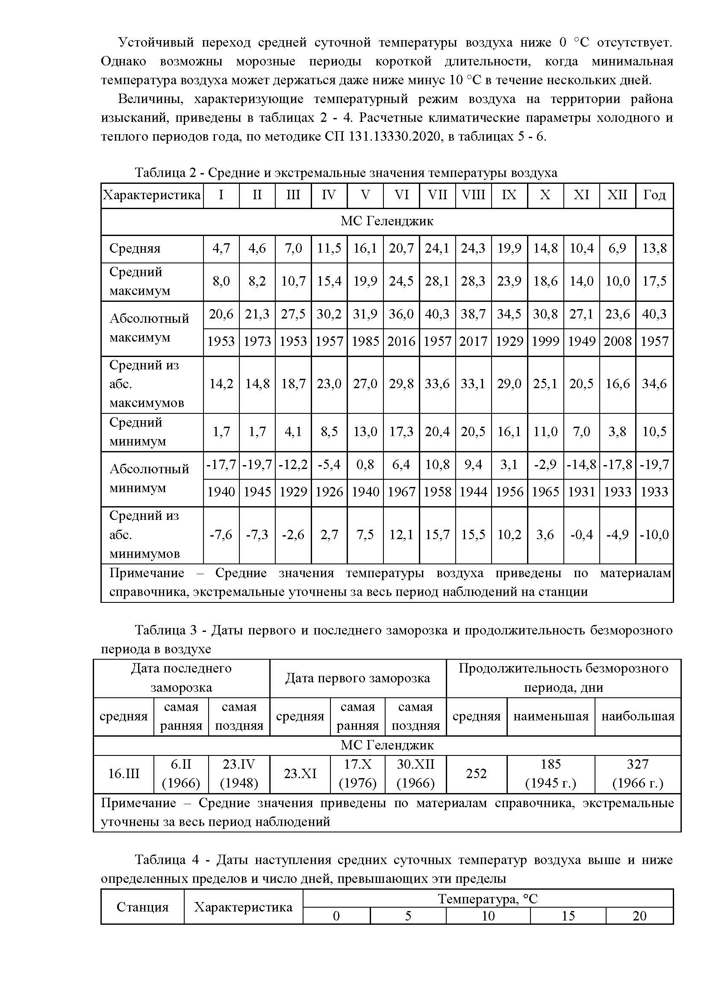 Устойчивый переход средней суточной температуры воздуха ниже 0 °С отсутствует.
Однако возможны морозные периоды короткой длительности, когда минимальная
температура воздуха может держаться даже ниже минус 10 °С в течение нескольких дней.
Величины, характеризующие температурный режим воздуха на территории района
изысканий, приведены в таблицах 2 - 4. Расчетные климатические параметры холодного и
теплого периодов года, по методике СП 131.13330.2020, в таблицах 5 - 6.
Таблица 2 - Средние и экстремальные значения температуры воздуха
Характеристика I II III IV V VI VII VIII IX X XI XII Год
МС Геленджик
Средняя 4,7 4,6 7,0 11,5 16,1 20,7 24,1 24,3 19,9 14,8 10,4 6,9 13,8
Средний
максимум 8,0 8,2 10,7 15,4 19,9 24,5 28,1 28,3 23,9 18,6 14,0 10,0 17,5
Абсолютный
максимум
20,6 21,3 27,5 30,2 31,9 36,0 40,3 38,7 34,5 30,8 27,1 23,6 40,3
1953 1973 1953 1957 1985 2016 1957 2017 1929 1999 1949 2008 1957
Средний из
абс.
максимумов
14,2 14,8 18,7 23,0 27,0 29,8 33,6 33,1 29,0 25,1 20,5 16,6 34,6
Средний
минимум
1,7 1,7 4,1 8,5 13,0 17,3 20,4 20,5 16,1 11,0 7,0 3,8 10,5
Абсолютный
минимум
-17,7 -19,7 -12,2 -5,4 0,8 6,4 10,8 9,4 3,1 -2,9 -14,8 -17,8 -19,7
1940 1945 1929 1926 1940 1967 1958 1944 1956 1965 1931 1933 1933
Средний из
абс.
минимумов
-7,6 -7,3 -2,6 2,7 7,5 12,1 15,7 15,5 10,2 3,6 -0,4 -4,9 -10,0
Примечание – Средние значения температуры воздуха приведены по материалам
справочника, экстремальные уточнены за весь период наблюдений на станции
Таблица 3 - Даты первого и последнего заморозка и продолжительность безморозного
периода в воздухе
Дата последнего
заморозка
Дата первого заморозка
Продолжительность безморозного
периода, дни
средняя
самая
ранняя
самая
поздняя
средняя
самая
ранняя
самая
поздняя
средняя наименьшая наибольшая
МС Геленджик
16.III
6.II
(1966)
23.IV
(1948)
23.XI
17.X
(1976)
30.XII
(1966)
252
185
(1945 г.)
327
(1966 г.)
Примечание – Средние значения приведены по материалам справочника, экстремальные
уточнены за весь период наблюдений
Таблица 4 - Даты наступления средних суточных температур воздуха выше и ниже
определенных пределов и число дней, превышающих эти пределы
Станция Характеристика
Температура, °С
0 5 10 15 20